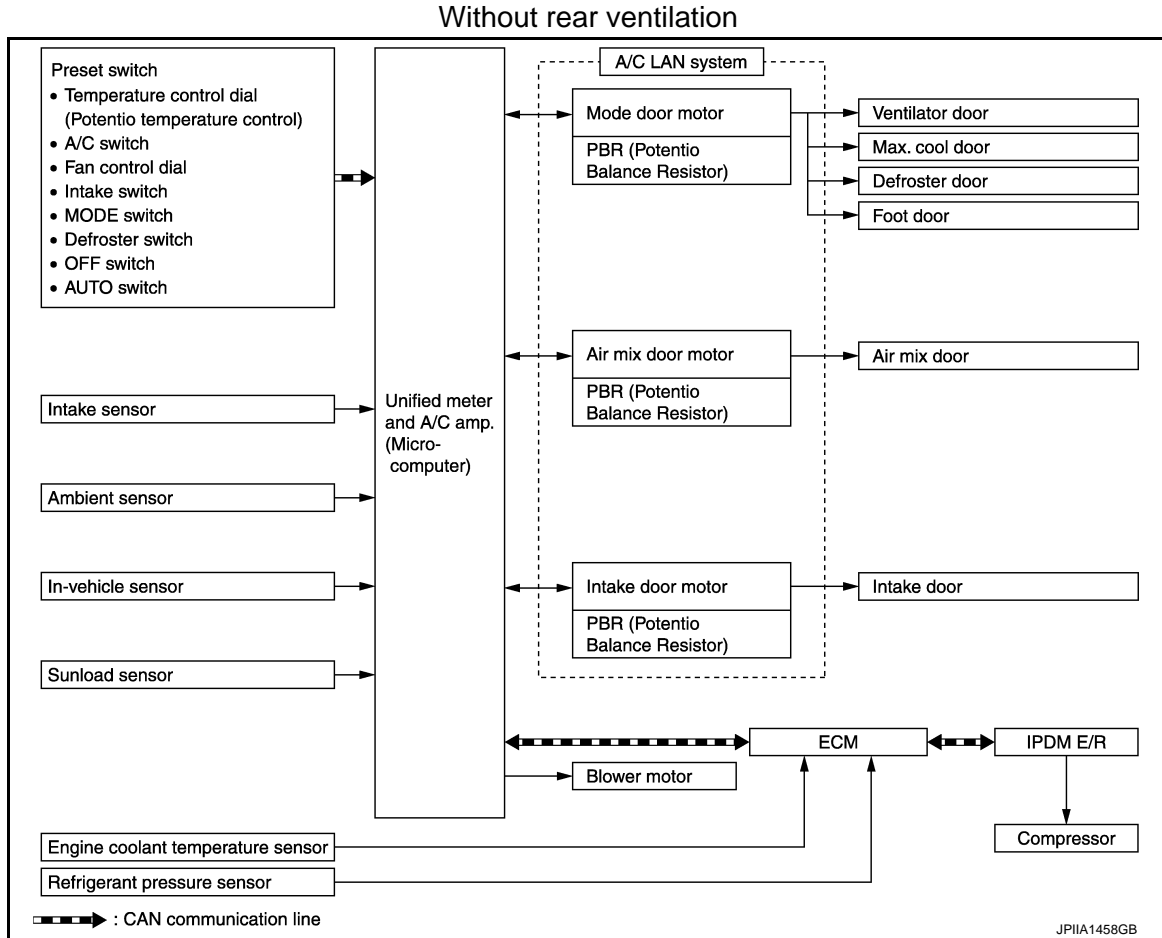 Without rear ventilation
Preset switch
• Temperature control dial
(Potentio temperature control)
• A/C switch
• Fan control dial
• Intake switch
• MODE switch
• Defroster switch
• OFF switch
• AUTO switch
Intake sensor
Ambient sensor
In-vehicle sensor
Sunload sensor
Unified meter
and A/C amp.
(Micro-
computer)
A/C LAN system
Mode door motor
PBR (Potentio
Balance Resistor)
Ventilator door
Max. cool door
Defroster door
Foot door
Air mix door motor
PBR (Potentio
Balance Resistor)
Air mix door
Intake door motor
PBR (Potentio
Balance Resistor)
Intake door
ECM
IPDM E/R
Blower motor
Compressor
Engine coolant temperature sensor
Refrigerant pressure sensor
: CAN communication line
JPIIA1458GB